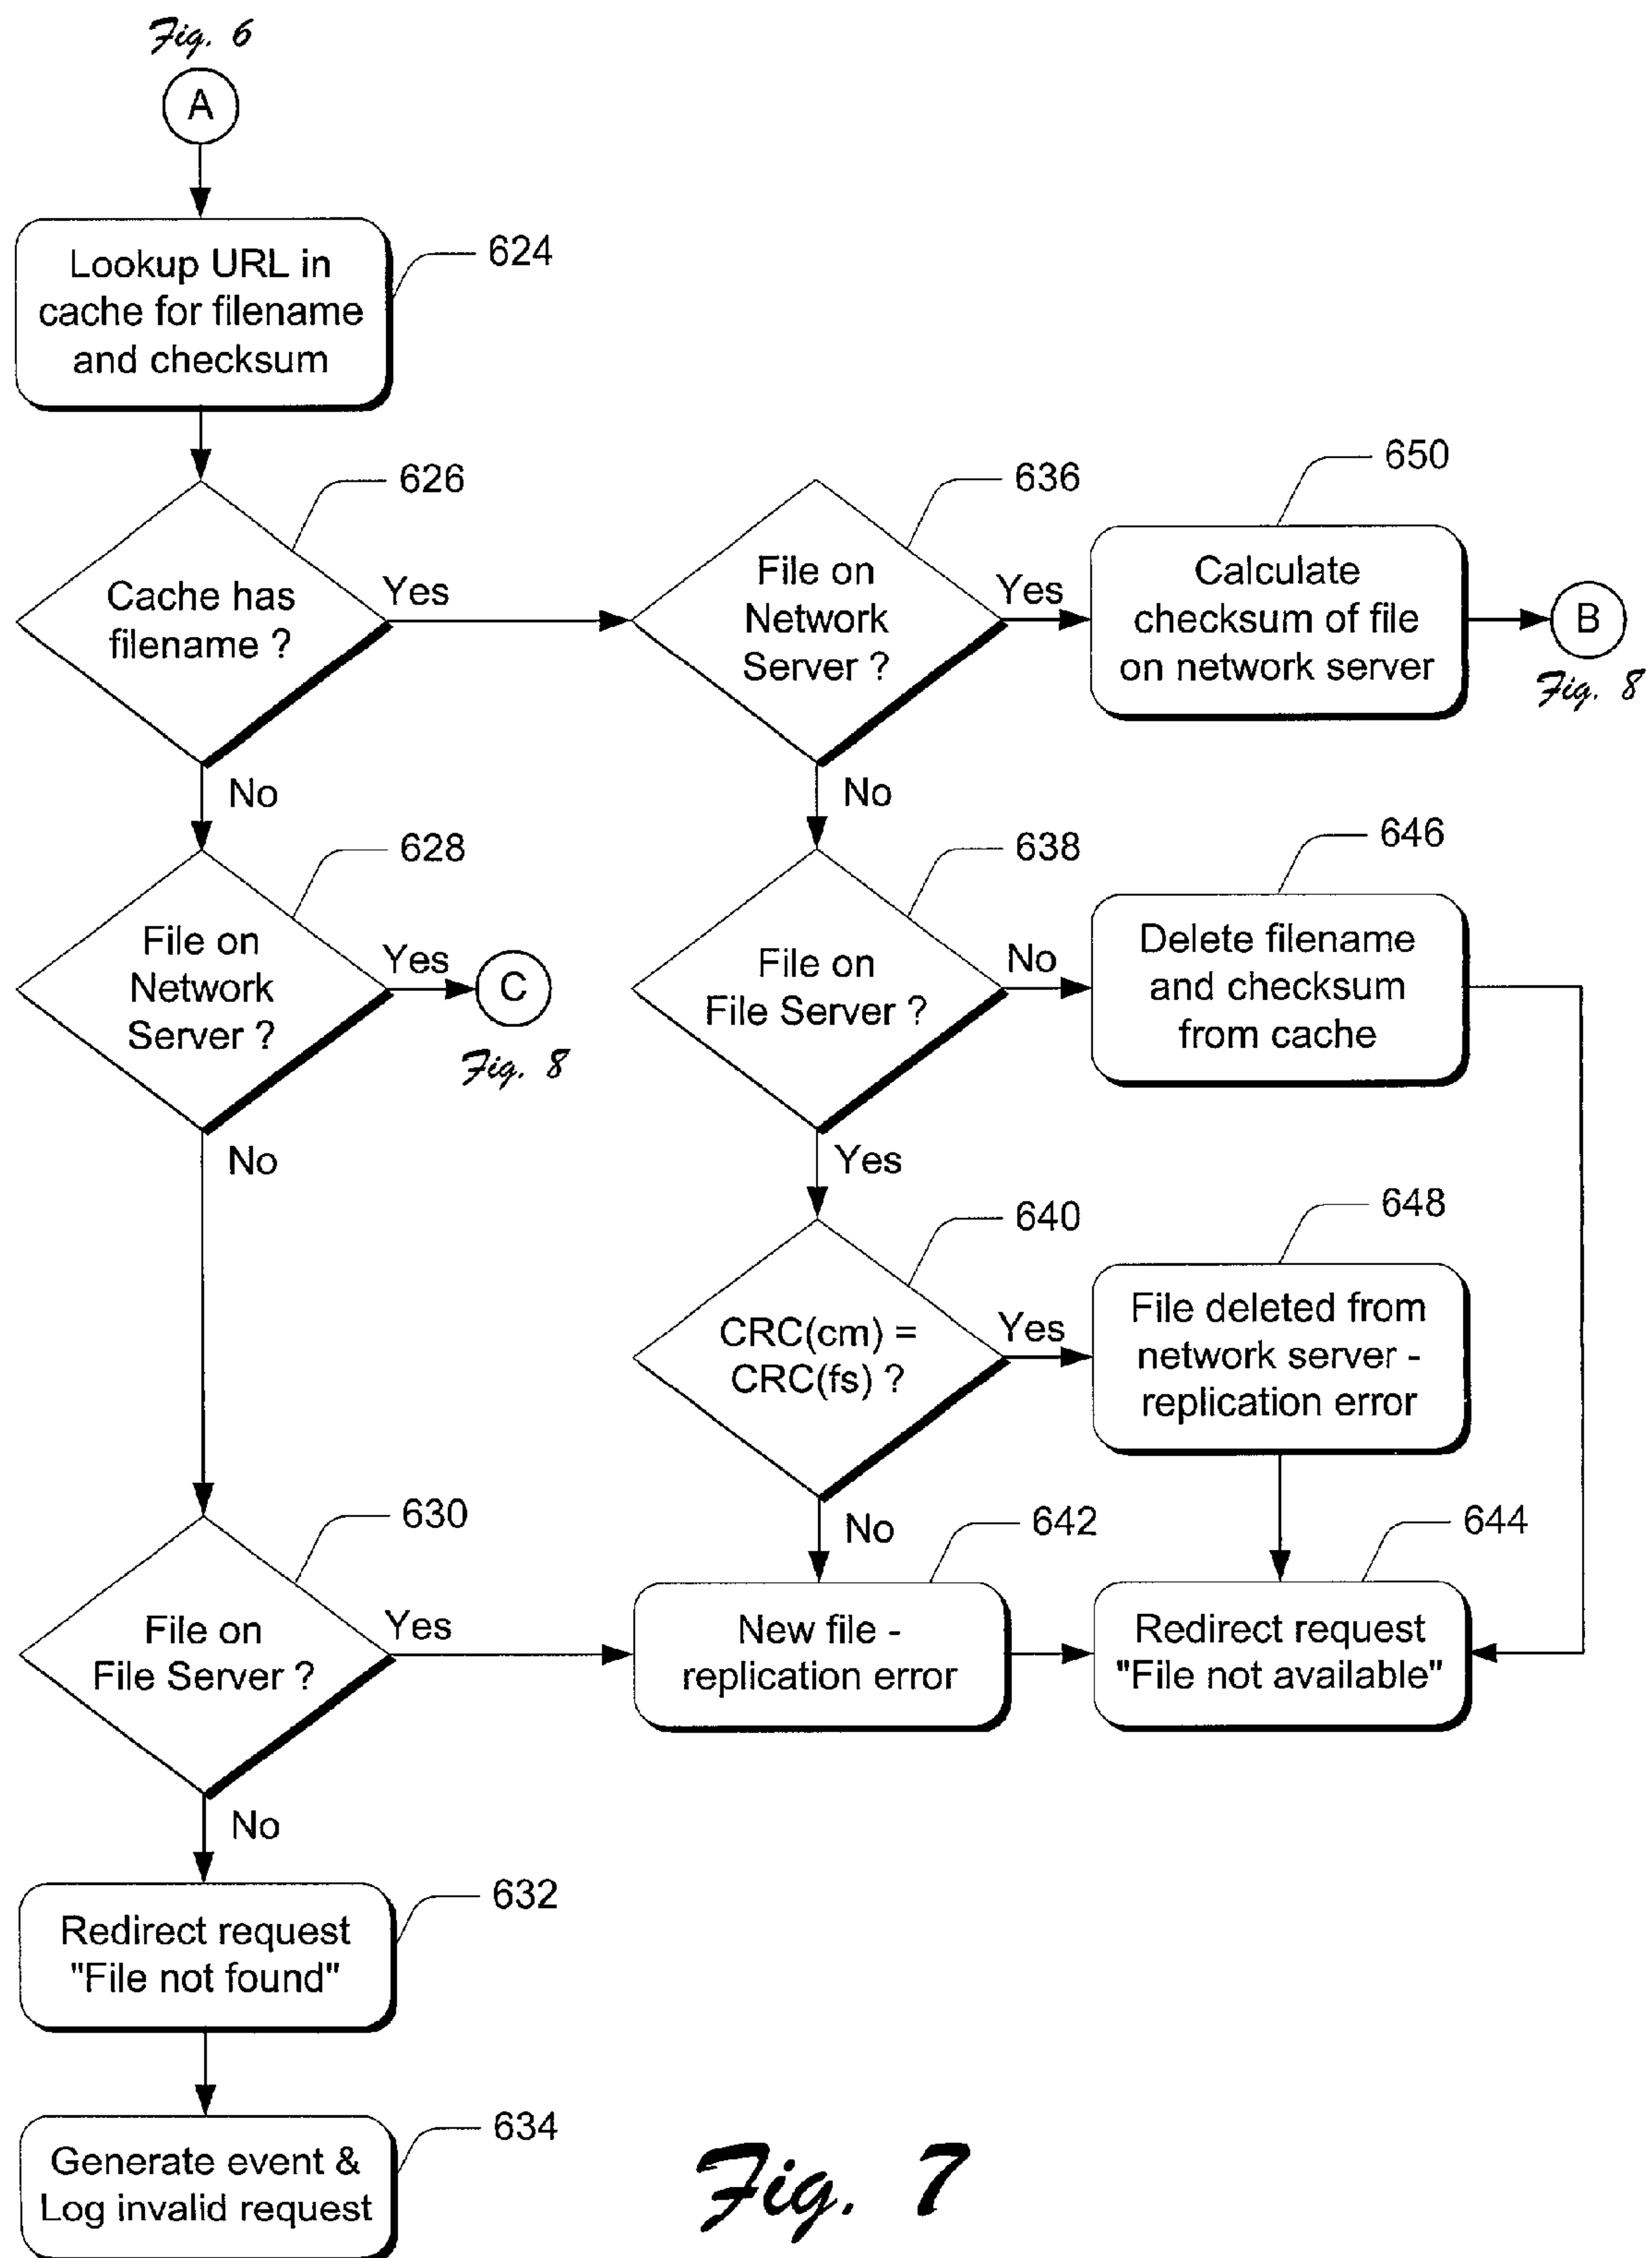 Fig. 6
A
Lookup URL in
cache for filename
and checksum
624
Cache has
filename ?
626
Yes
No
File on
Network
Server ?
636
Yes
No
Calculate
checksum of file
on network server
650
B
Fig. 8
File on
Network
Server ?
628
Yes
No
C
Fig. 8
File on
File Server ?
638
No
Yes
Delete filename
and checksum
from cache
646
CRC(cm) =
CRC(fs) ?
640
Yes
No
File deleted from
network server -
replication error
648
File on
File Server ?
630
Yes
No
New file -
replication error
642
Redirect request
"File not available"
644
Redirect request
"File not found"
632
Generate event &
Log invalid request
634
Fig. 7